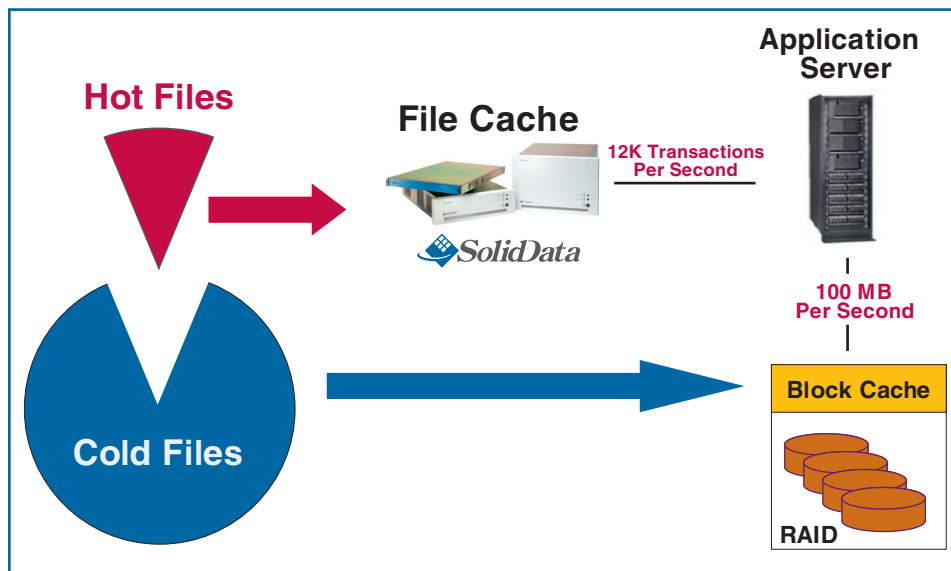 Application
Server
Hot Files
File Cache
12K Transactions
Per Second
SolidData
100 MB
Per Second
Block Cache
Cold Files
RAID